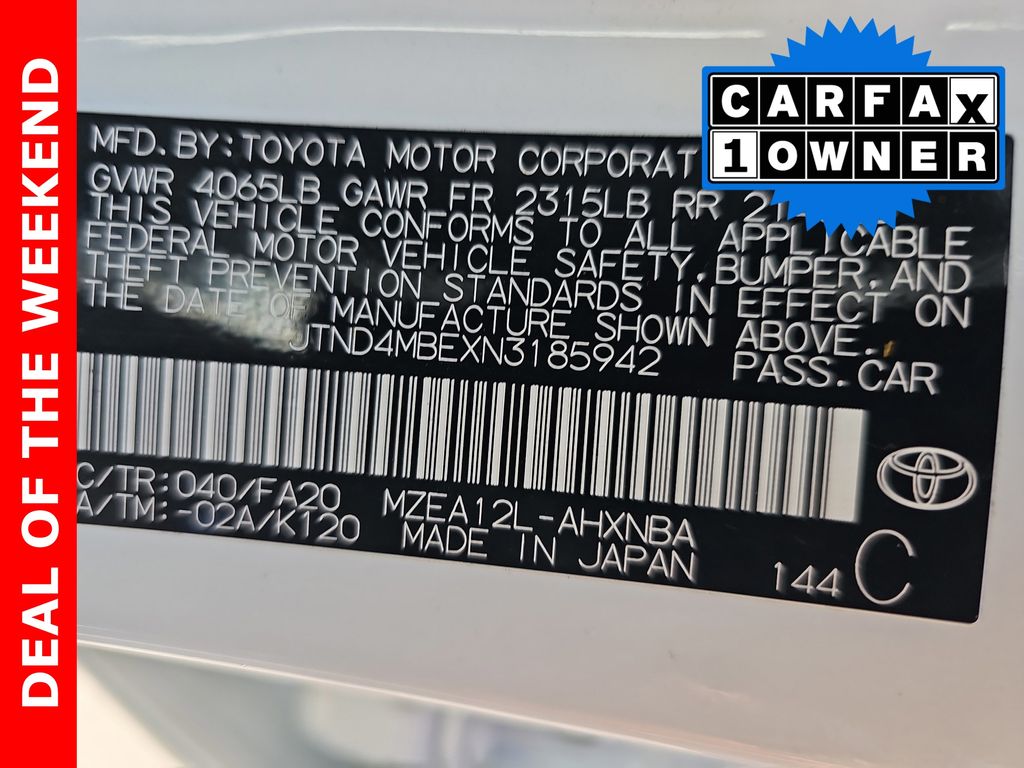 DEAL OF THE WEEKEND
CARFAX
1 OWNER
MFD. BY: TOYOTA MOTOR
GVWR 4065LB GAWR FR 2315LB RR
THIS VEHICLE CONFORMS TO ALL APPLICABLE
FEDERAL MOTOR VEHICLE SAFETY, BUMPER, AND
THEFT PREVENTION STANDARDS IN EFFECT ON
THE DATE OF MANUFACTURE SHOWN ABOVE.
JTND4MBEXN3185942 PASS. CAR
C/TR: 040/FA20 MZEA12L-AHXNBA
A/TM: -02A/K120 MADE IN JAPAN
144 C